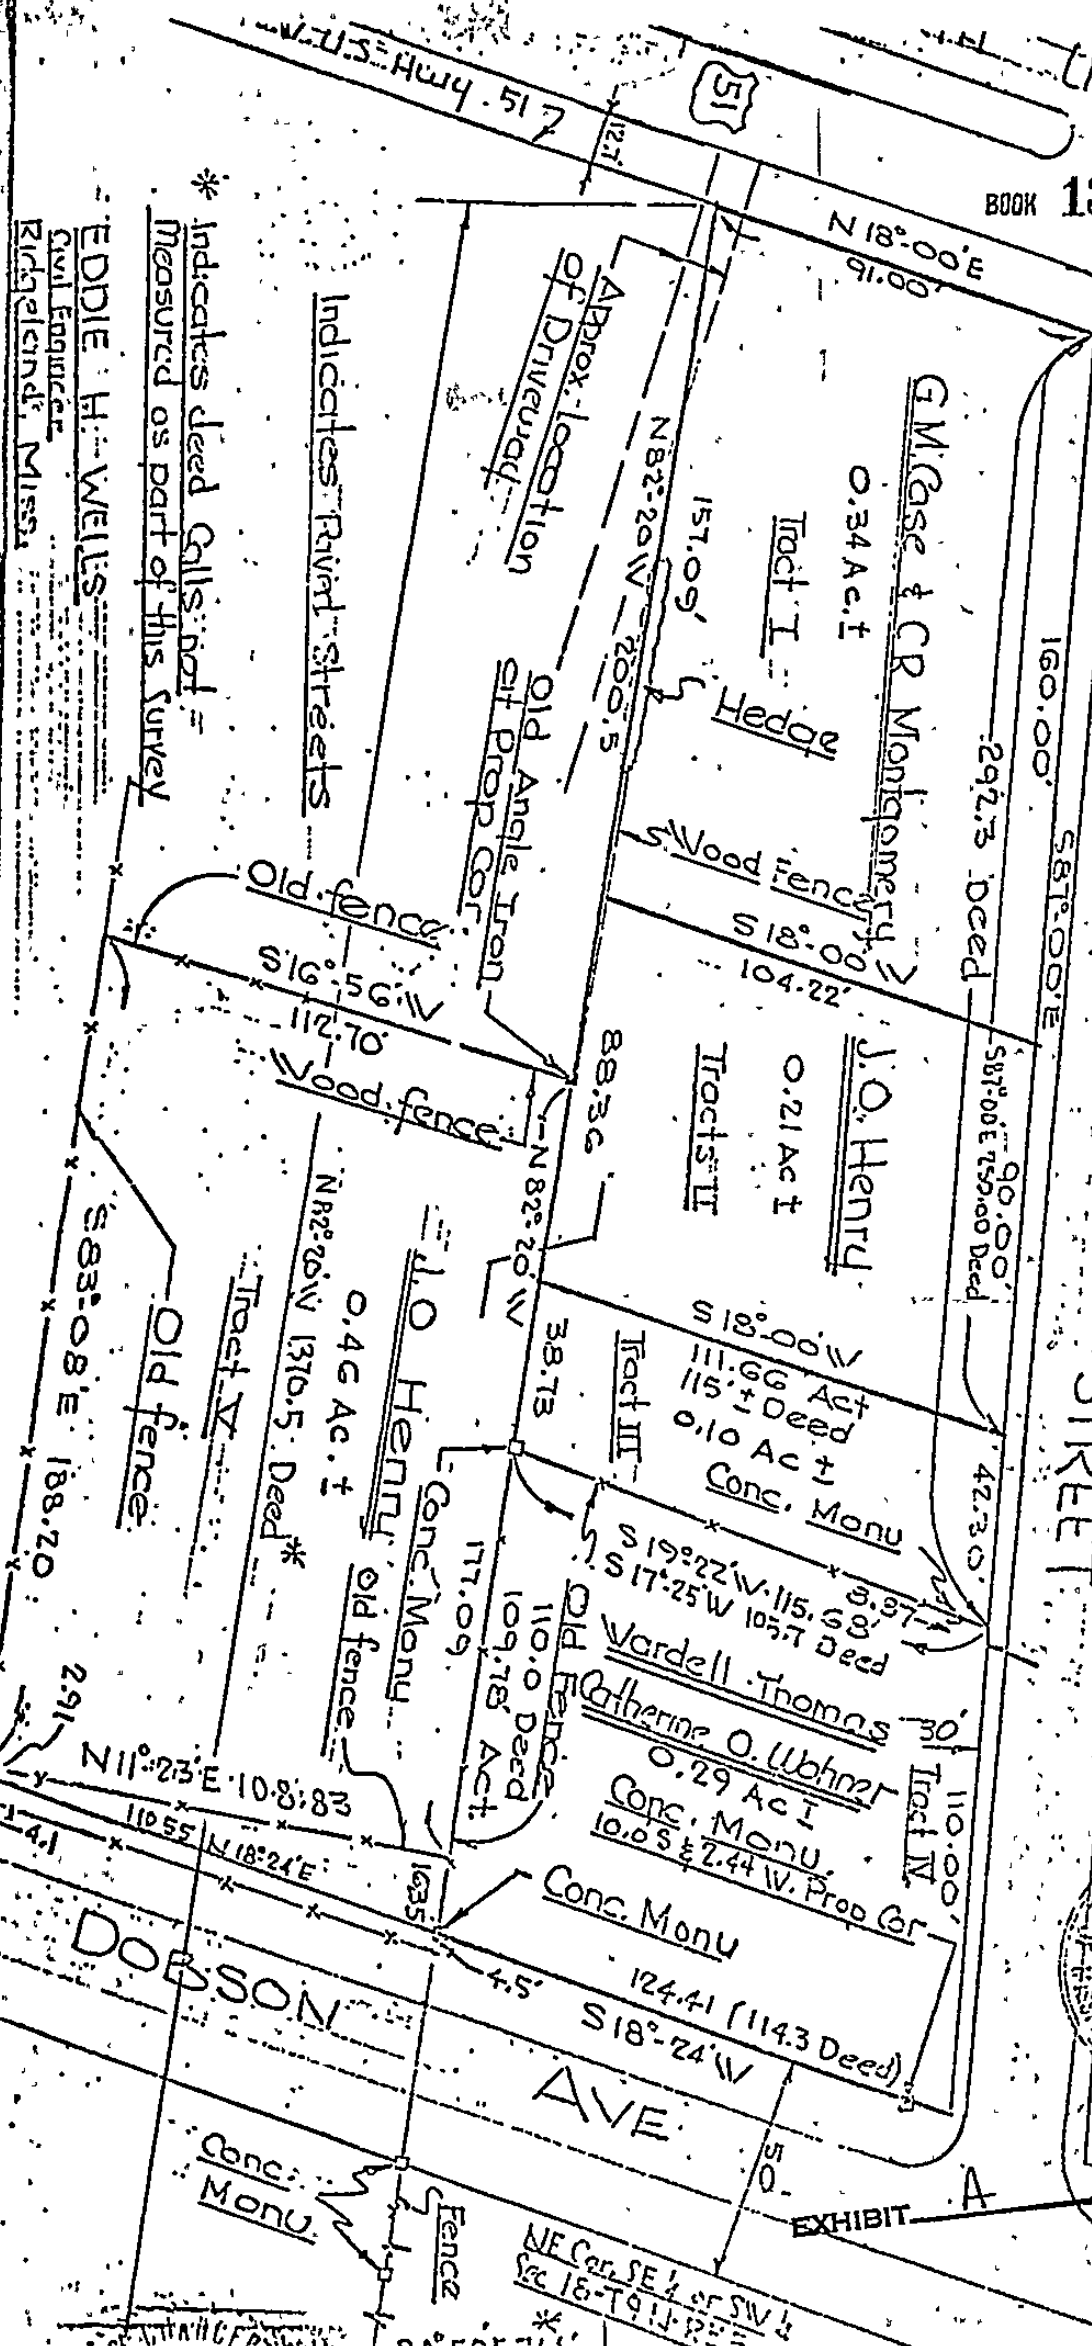 U.S. Hwy. 51
51
12.7'
BOOK
N 18°-00'E
91.00'
G.M. Case & C.R. Montgomery
0.34 Ac. ±
Tract I
157.09'
N 82°-20'W
200.5
Hedge
Wood Fence
160.00'
S 87°-00'E
292.3 Deed
Approx. Location
of Driveway
Old Angle Iron
at Prop Cor.
Indicates Paved Streets
* Indicates deed Calls not
Measured as part of this Survey
EDDIE H. WELLS
Civil Engineer
Ridgeland, Miss.
Old fence
S 16°-56'W
112.70'
Wood fence
S 18°-00'
104.22'
J.O. Henry
0.21 Ac ±
Tracts II
88.36
90.00'
S 87°-00'E 250.00 Deed
STREET
N 82°-20'W
S 18°-00'W
111.66' Act
115' ± Deed
0.10 Ac ±
Tract III
38.73
42.30'
Conc. Monu
J.O. Henry
0.46 Ac. ±
N 82°-20'W 1370.5 Deed *
Tract V
Old fence
S 83°-08'E 188.20
Conc. Monu
Old fence
177.09
109.78' Act.
110.0 Deed
Old Fence
S 19°-22'W 115.68'
S 17°-25'W 105.7 Deed
3.37
Wardell Thomas
Catherine O. Wohner
0.29 Ac ±
Conc. Monu.
10.0 S & 2.44 W. Prop Cor
30'
Tract IV
110.00'
2.91
N 11°-23'E 108.83
110.55
N 18°-24'E
4.1
16.35
Conc. Monu
4.5'
124.41 (114.3 Deed)
S 18°-24'W
DOBSON AVE
50
A
EXHIBIT
Conc.
Monu.
Fence
NE Cor. SE ¼ of SW ¼
*